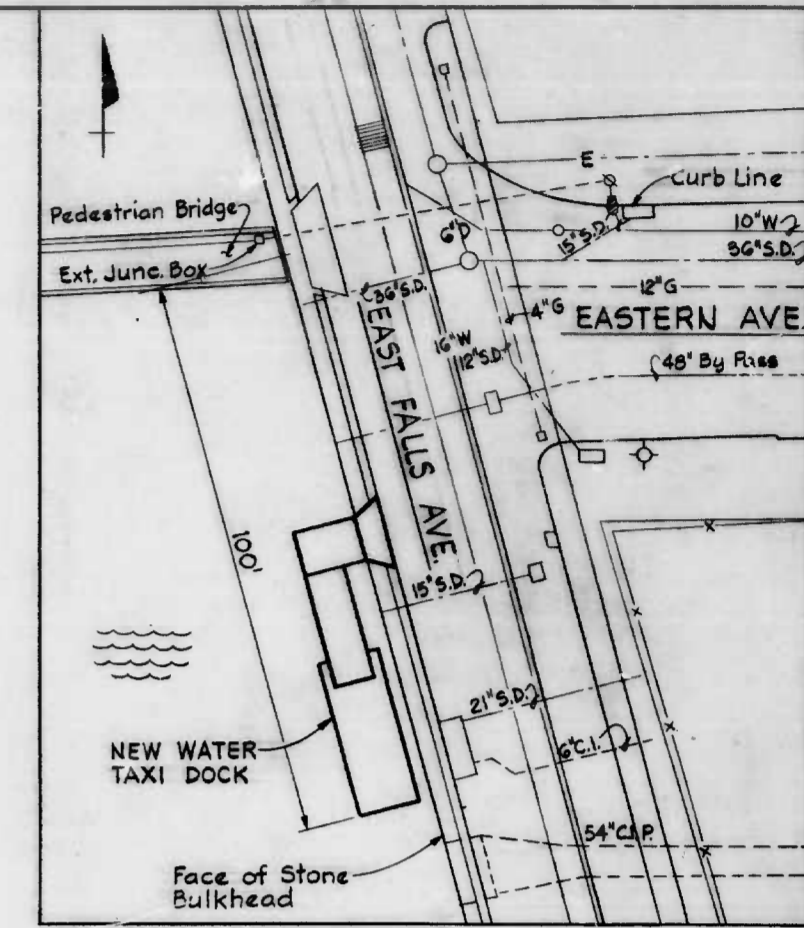 E
Curb Line
Pedestrian Bridge
15" S.D.
10" W
6" D
36" S.D.
Ext. Junc. Box
36" S.D.
12" G
4" G
EASTERN AVE.
16" W
12" S.D.
48" By Pass
EAST FALLS AVE.
100'
15" S.D.
21" S.D.
NEW WATER
TAXI DOCK
6" C.I.
54" C.I.P.
Face of Stone
Bulkhead